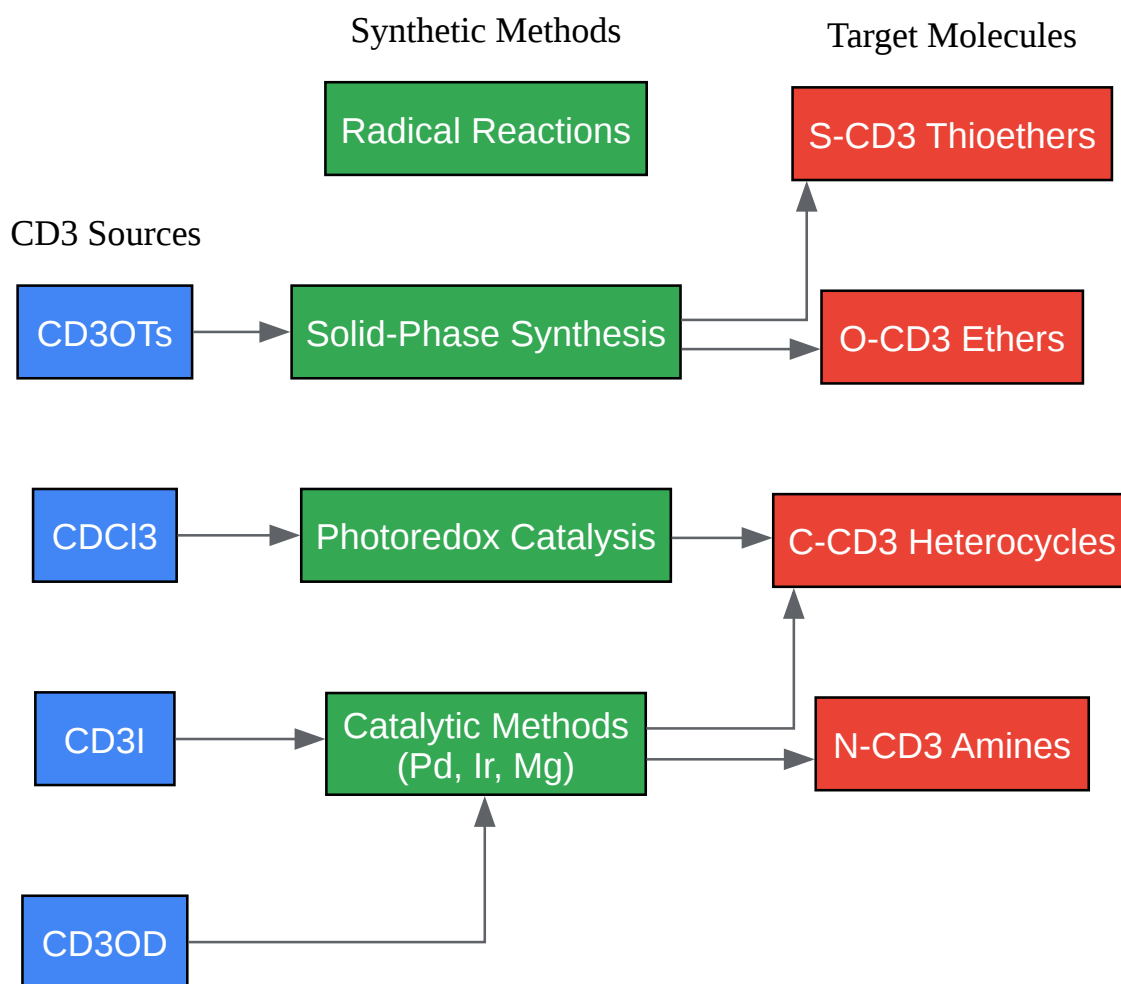 Synthetic Methods
Target Molecules
Radical Reactions
S-CD3 Thioethers
CD3 Sources
CD3OTs
Solid-Phase Synthesis
O-CD3 Ethers
CDCl3
Photoredox Catalysis
C-CD3 Heterocycles
CD3I
Catalytic Methods
(Pd, Ir, Mg)
N-CD3 Amines
CD3OD